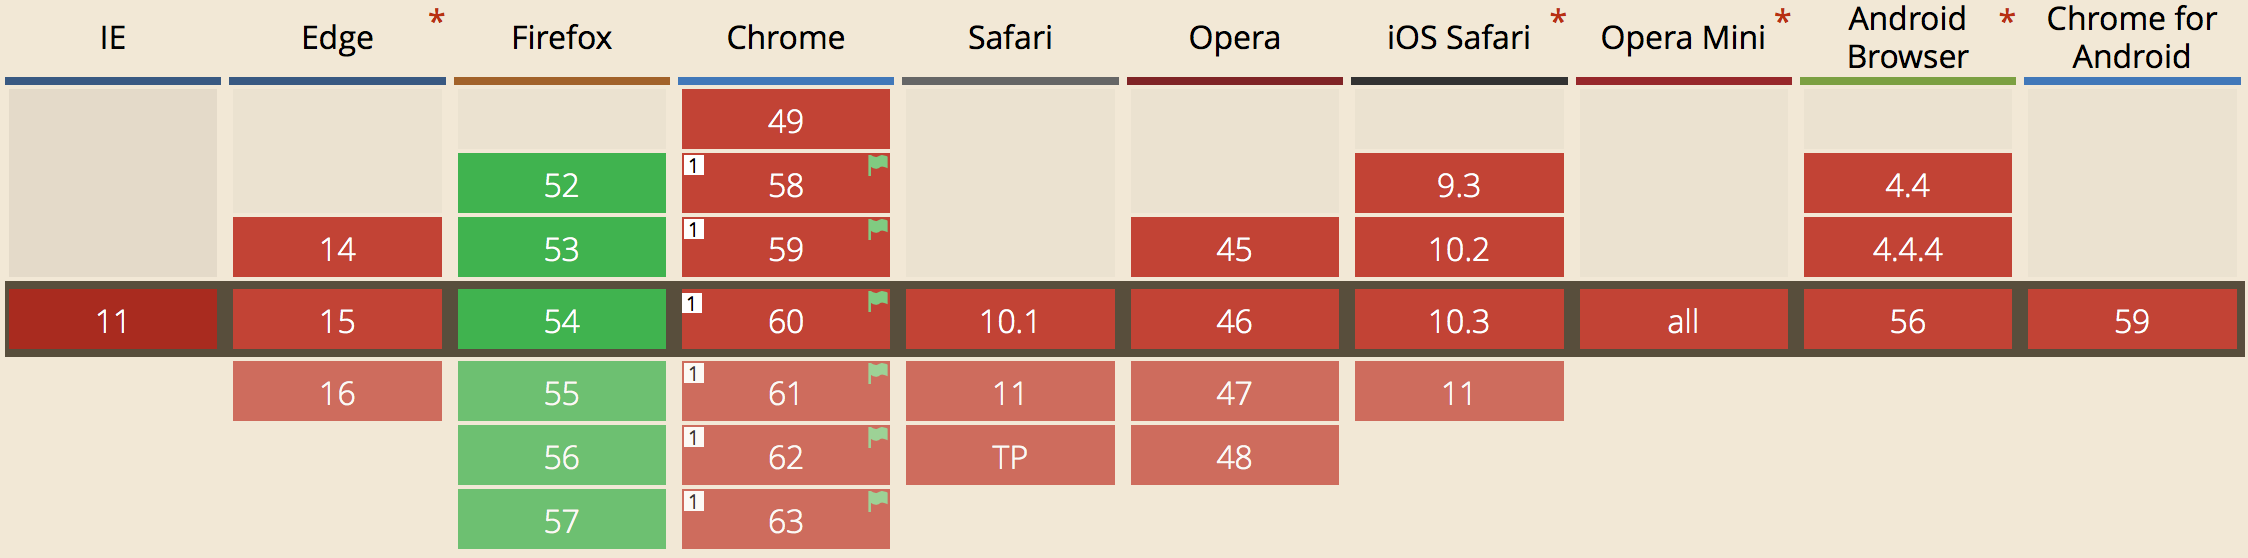 IE Edge * Firefox Chrome Safari Opera iOS Safari * Opera Mini * Android Browser * Chrome for Android
49
52 1 58 9.3 4.4
14 53 1 59 45 10.2 4.4.4
11 15 54 1 60 10.1 46 10.3 all 56 59
16 55 1 61 11 47 11
56 1 62 TP 48
57 1 63